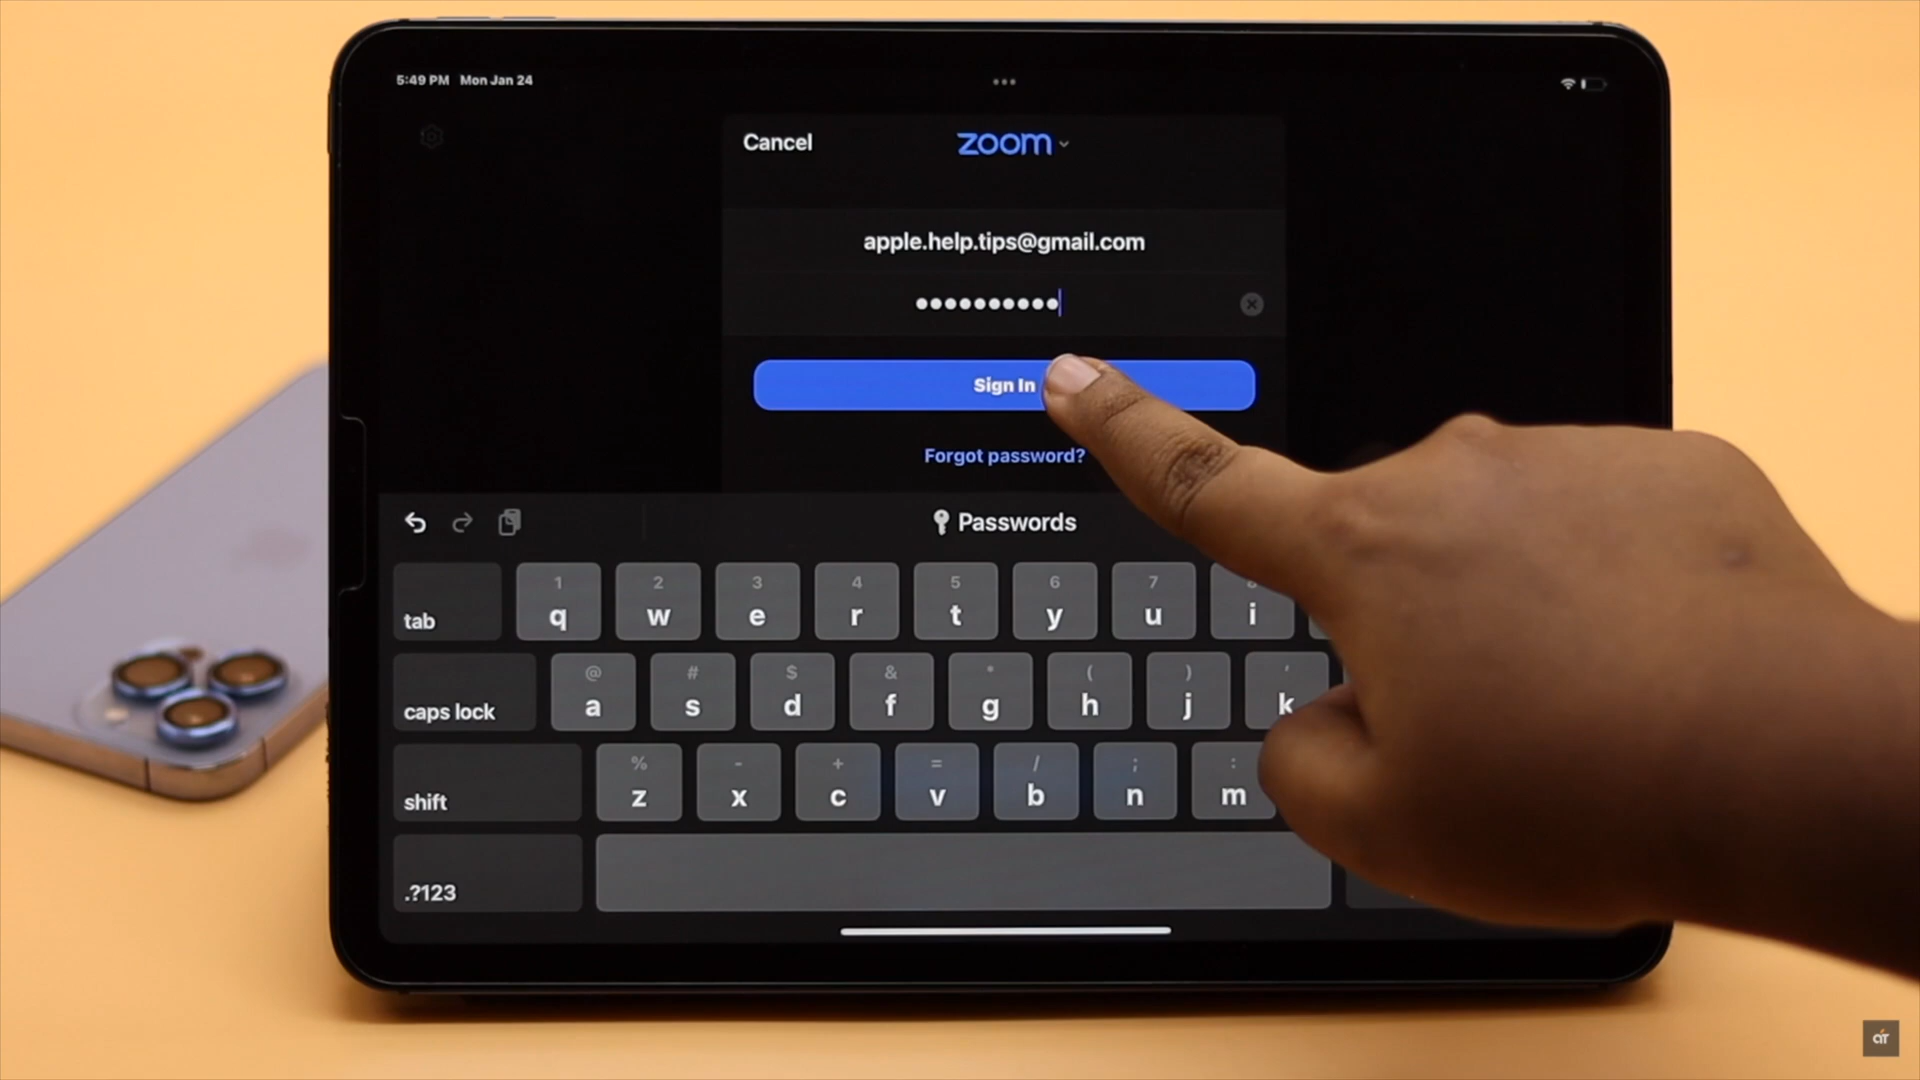 5:49 PM Mon Jan 24
Cancel zoom
apple.help.tips@gmail.com
Sign In
Forgot password?
Passwords
1 2 3 4 5 6 7
tab q w e r t y u i
@ # $ & * ( ) '
caps lock a s d f g h j k
% - + = / ; :
shift z x c v b n m
.?123